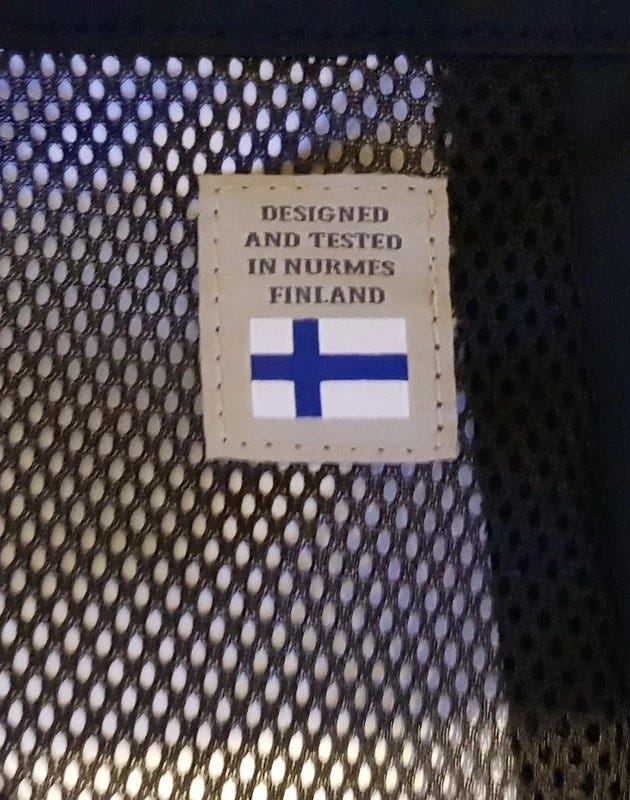 DESIGNED
AND TESTED
IN NURMES
FINLAND